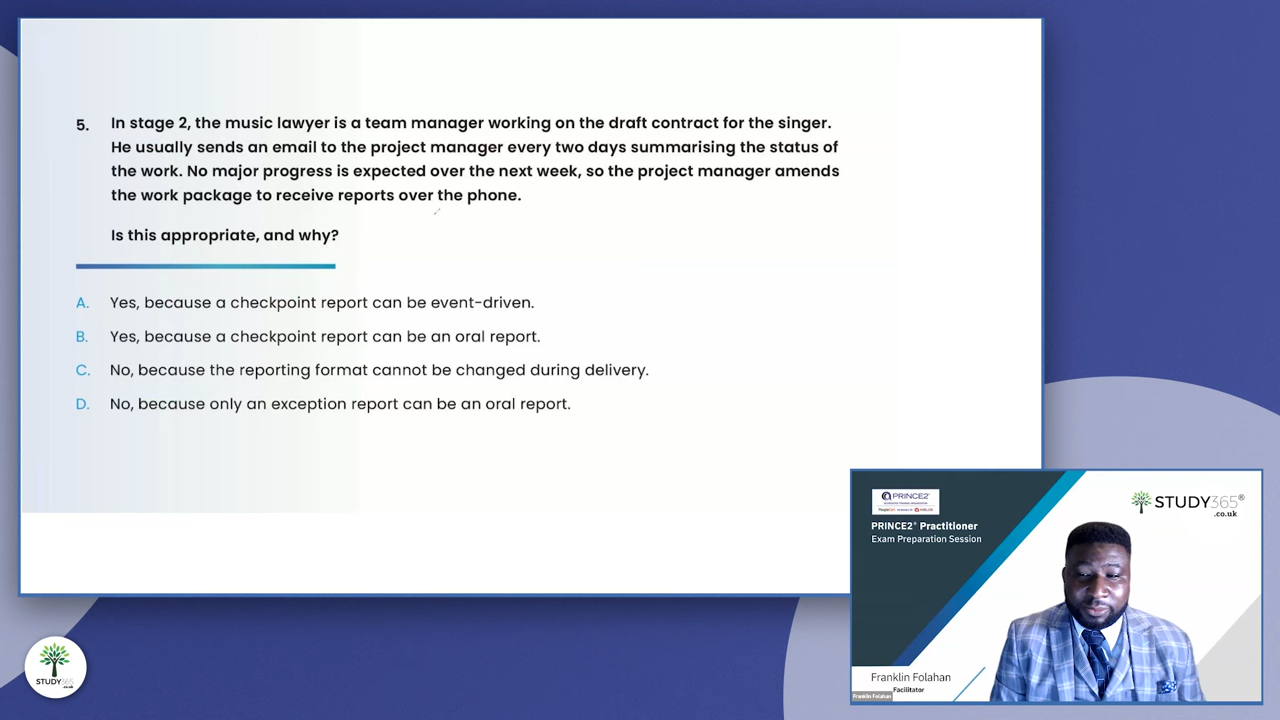 5. In stage 2, the music lawyer is a team manager working on the draft contract for the singer.
He usually sends an email to the project manager every two days summarising the status of
the work. No major progress is expected over the next week, so the project manager amends
the work package to receive reports over the phone.
Is this appropriate, and why?
A. Yes, because a checkpoint report can be event-driven.
B. Yes, because a checkpoint report can be an oral report.
C. No, because the reporting format cannot be changed during delivery.
D. No, because only an exception report can be an oral report.
PRINCE2
STUDY365®
.co.uk
PRINCE2® Practitioner
Exam Preparation Session
Franklin Folahan
Facilitator
Franklin Folahan
STUDY365
.co.uk